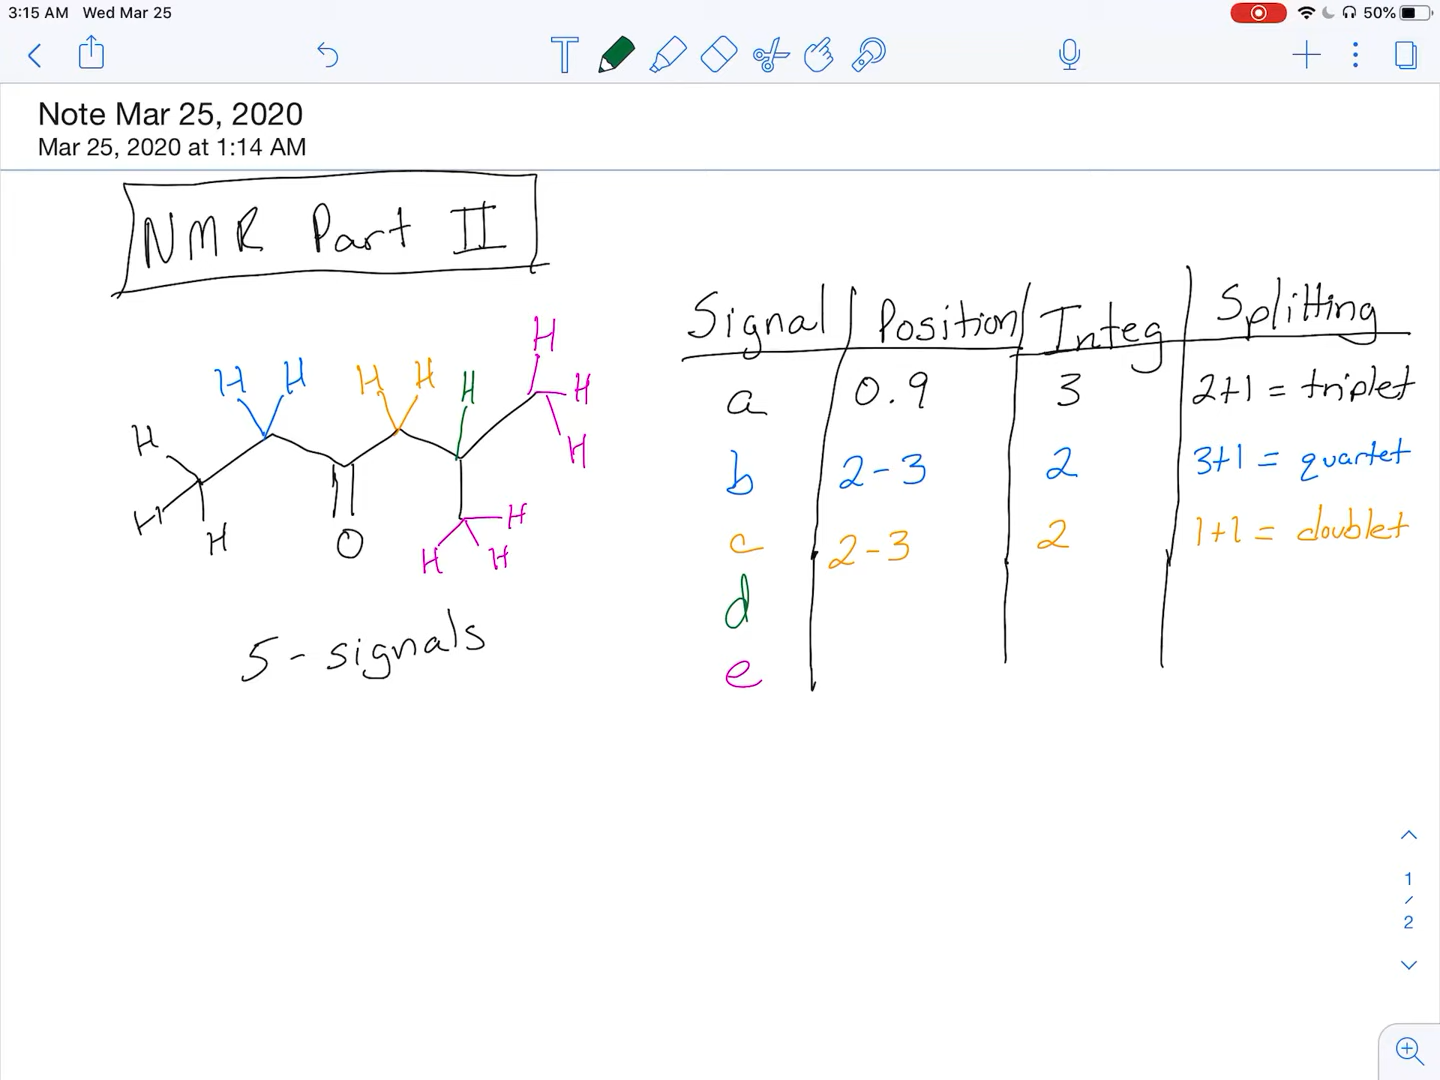 3:15 AM Wed Mar 25
50%
T
Note Mar 25, 2020
Mar 25, 2020 at 1:14 AM
NMR Part II
H
H H H H H H
H H
H H
H O H H
5 - signals
Signal Position Integ Splitting
a 0.9 3 2+1 = triplet
b 2-3 2 3+1 = quartet
c 2-3 2 1+1 = doublet
d
e
1
/
2